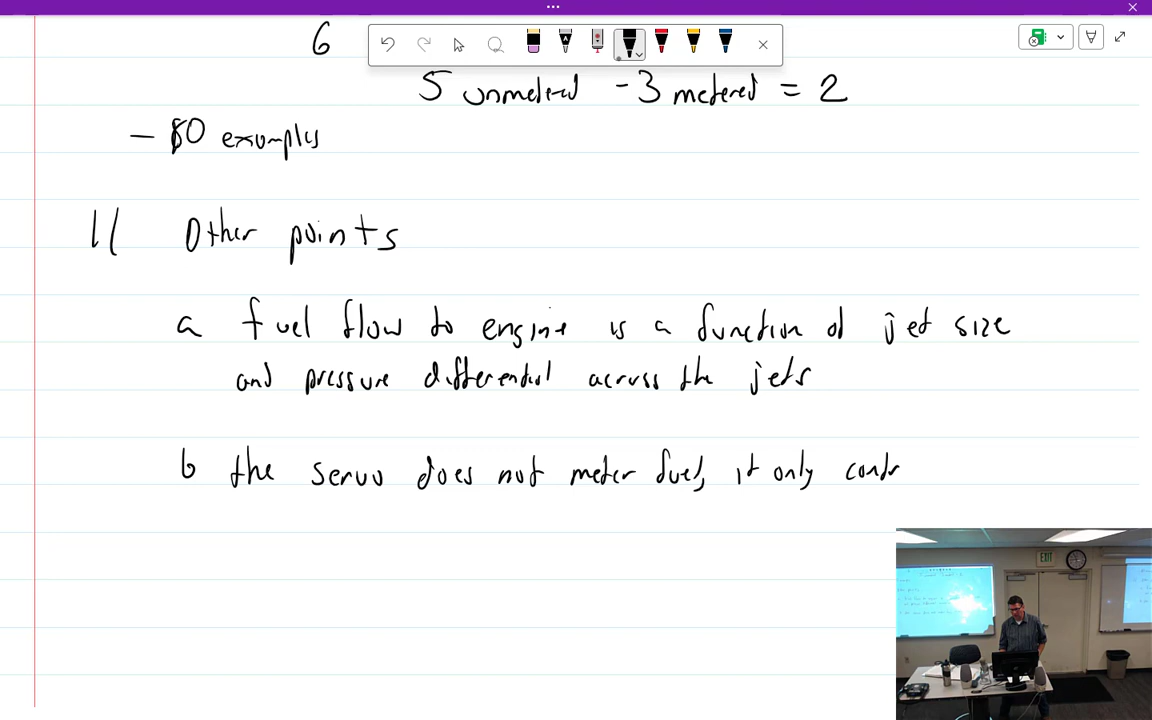 6
5 unmetered - 3 metered = 2
- 80 examples
11 Other points
a fuel flow to engine is a function of jet size
and pressure differential across the jets
b the servo does not meter fuel, it only contr
EXIT